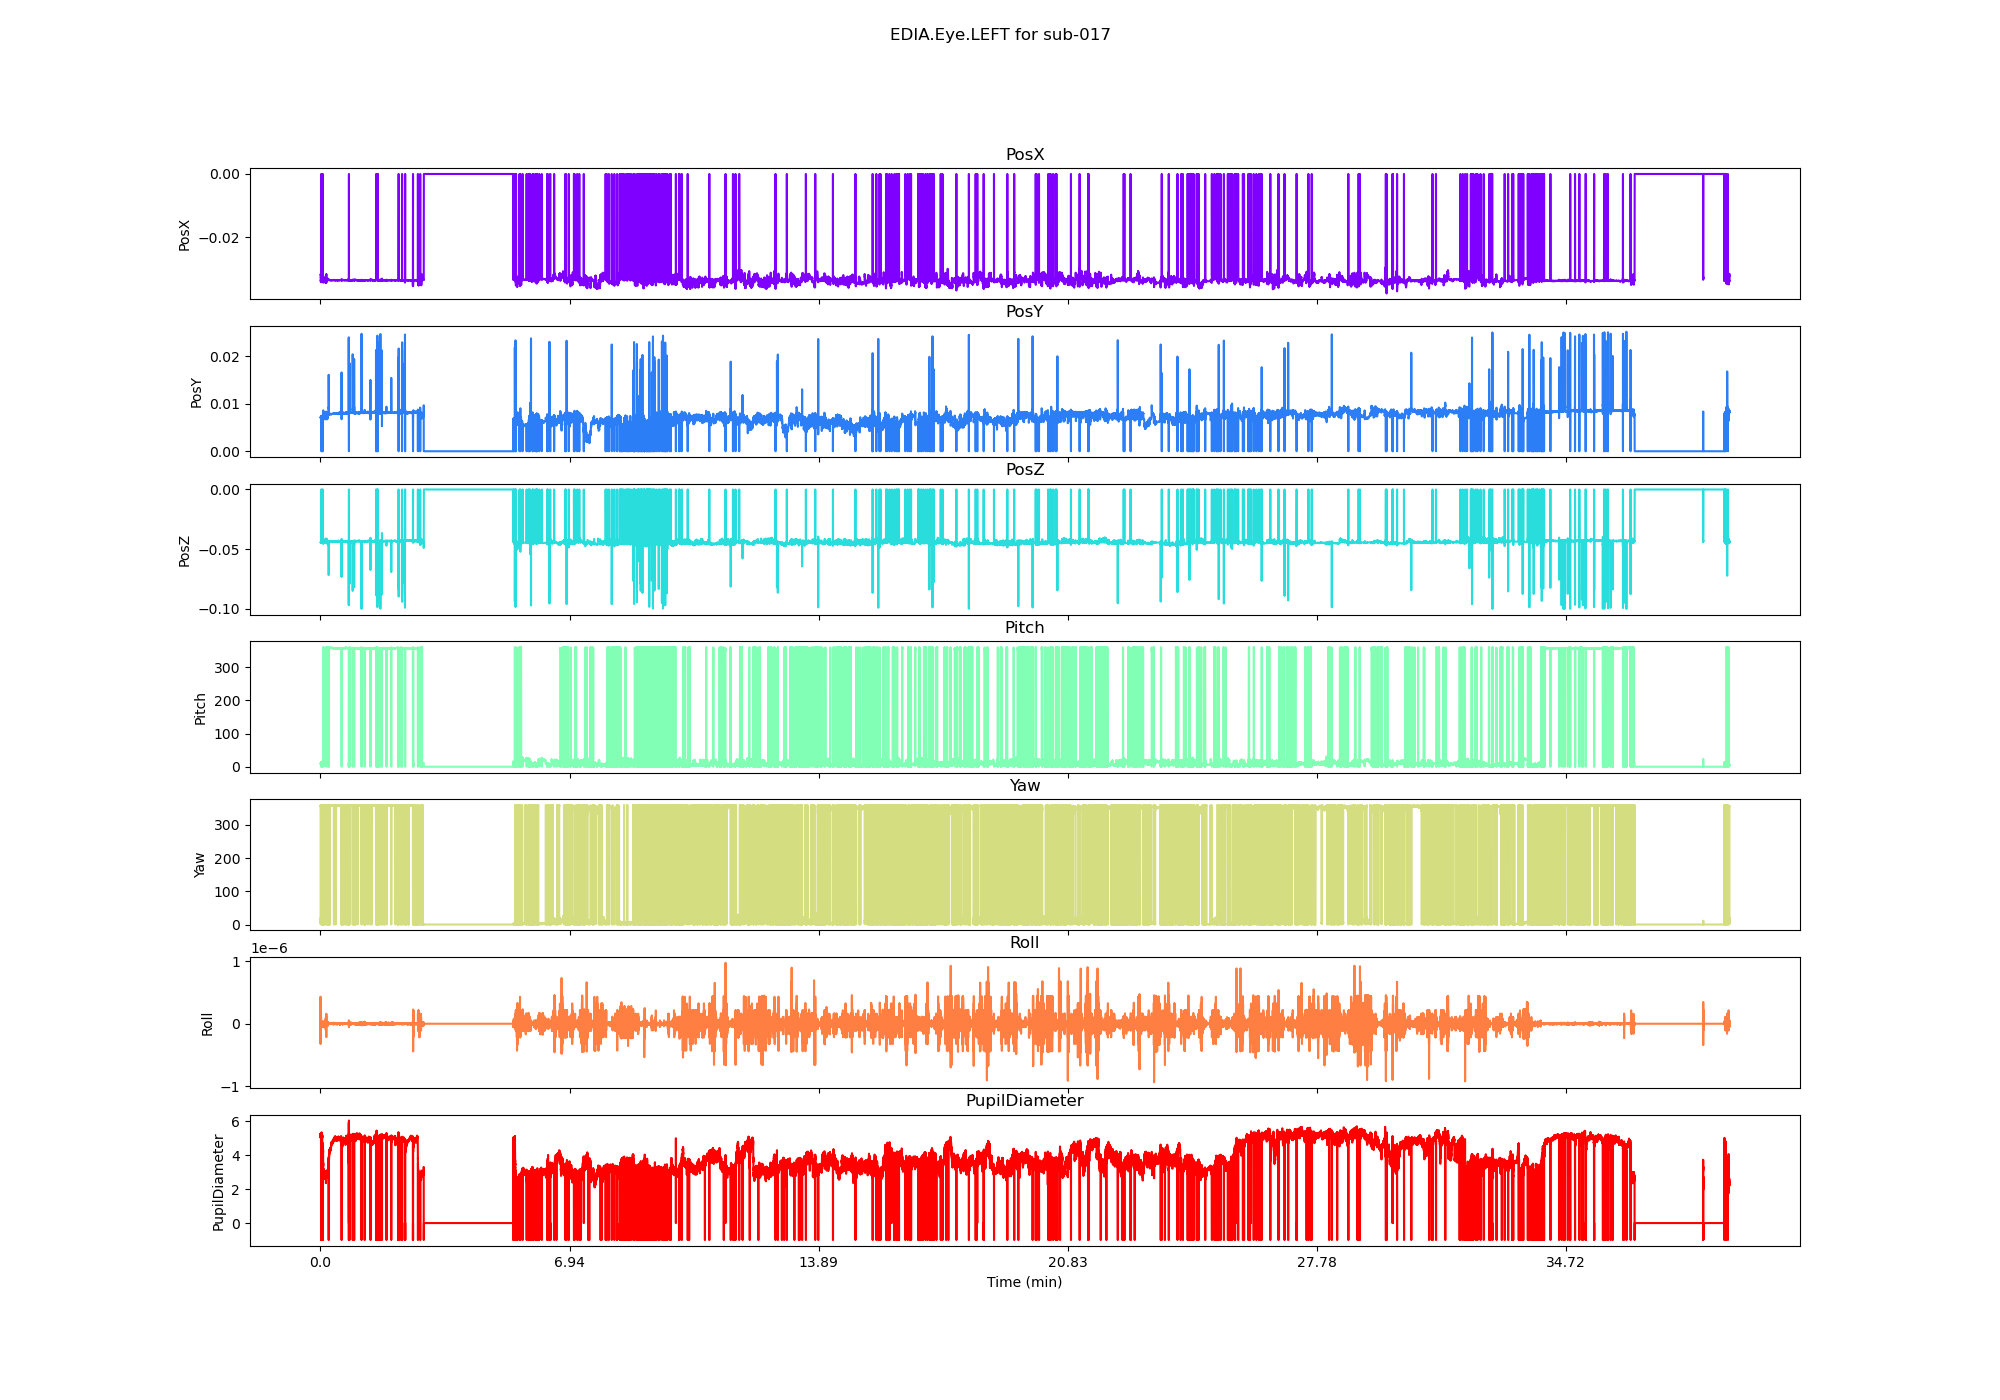 EDIA.Eye.LEFT for sub-017
PosX
0.00
−0.02
PosX
PosY
0.02
0.01
0.00
PosY
PosZ
0.00
−0.05
−0.10
PosZ
Pitch
300
200
100
0
Pitch
Yaw
300
200
100
0
Yaw
1e−6
Roll
1
0
−1
Roll
PupilDiameter
6
4
2
0
PupilDiameter
0.0 6.94 13.89 20.83 27.78 34.72
Time (min)